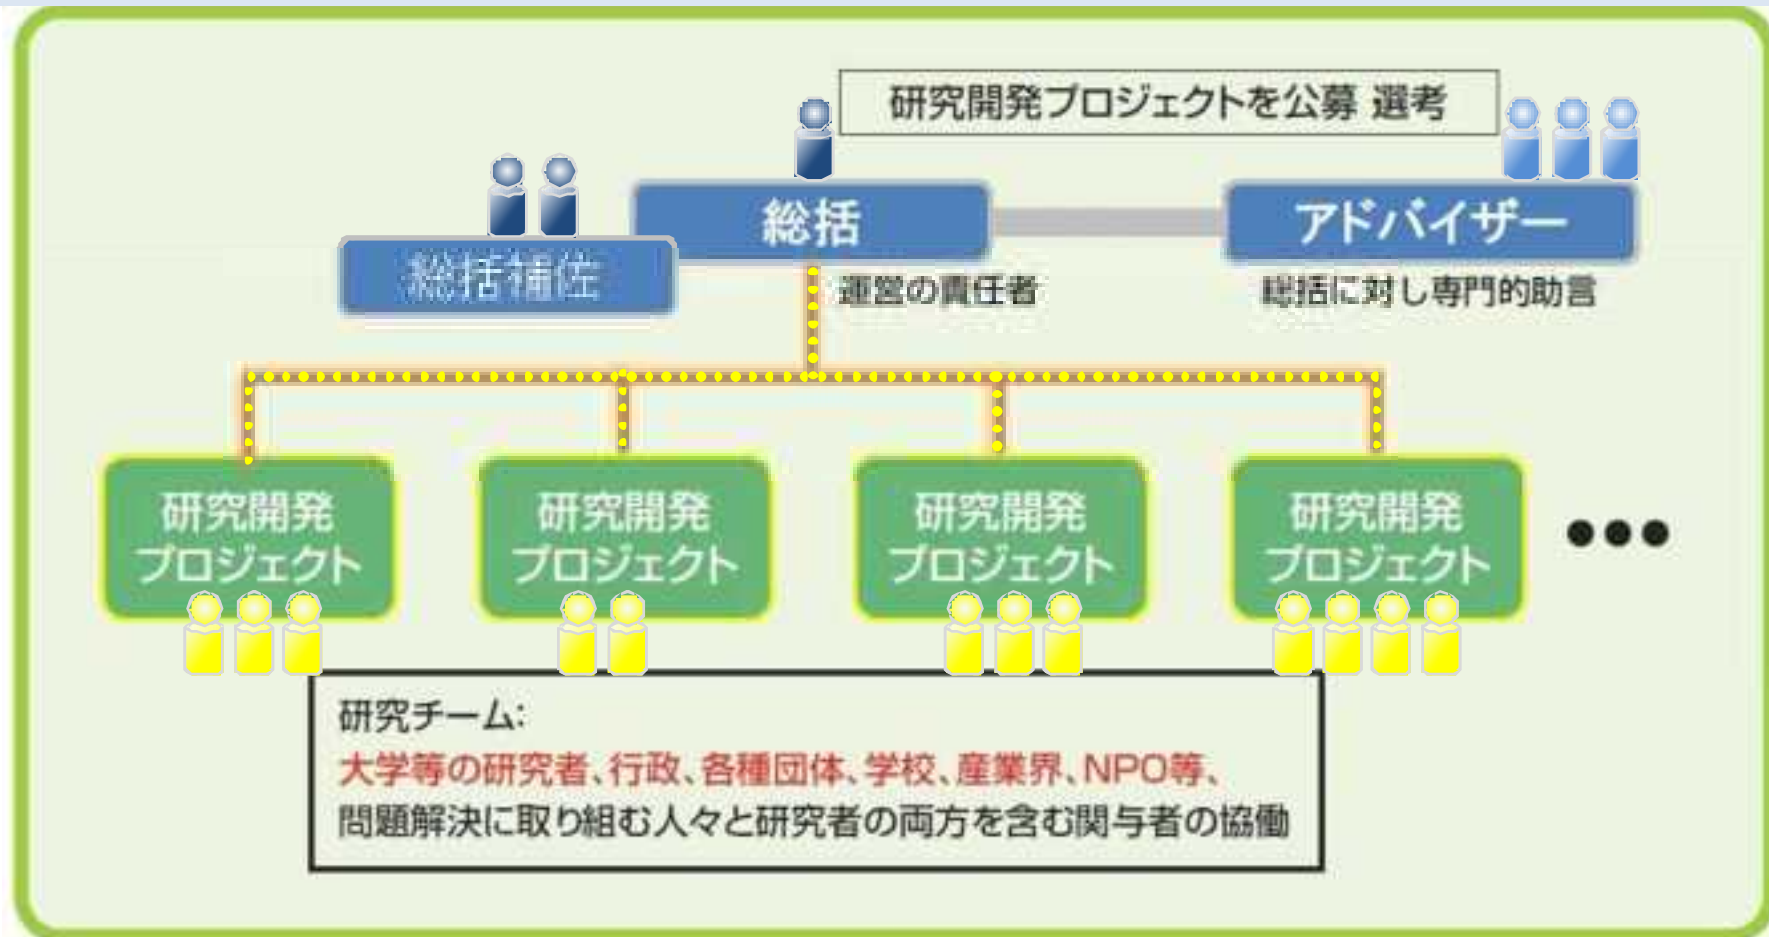 研究開発プロジェクトを公募 選考
総括
アドバイザー
総括補佐
運営の責任者
総括に対し専門的助言
研究開発
プロジェクト
研究開発
プロジェクト
研究開発
プロジェクト
研究開発
プロジェクト
●●●
研究チーム:
大学等の研究者、行政、各種団体、学校、産業界、NPO等、
問題解決に取り組む人々と研究者の両方を含む関与者の協働